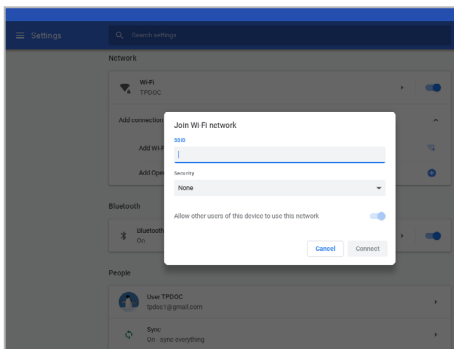 Settings
Search settings
Network
Wi-Fi
TPDOC
Add connection
Join Wi-Fi network
SSID
Add Wi-F
Security
None
Add Ope
Allow other users of this device to use this network
Bluetooth
Bluetooth
On
Cancel
Connect
People
User TPDOC
tpdoc1@gmail.com
Sync
On - sync everything